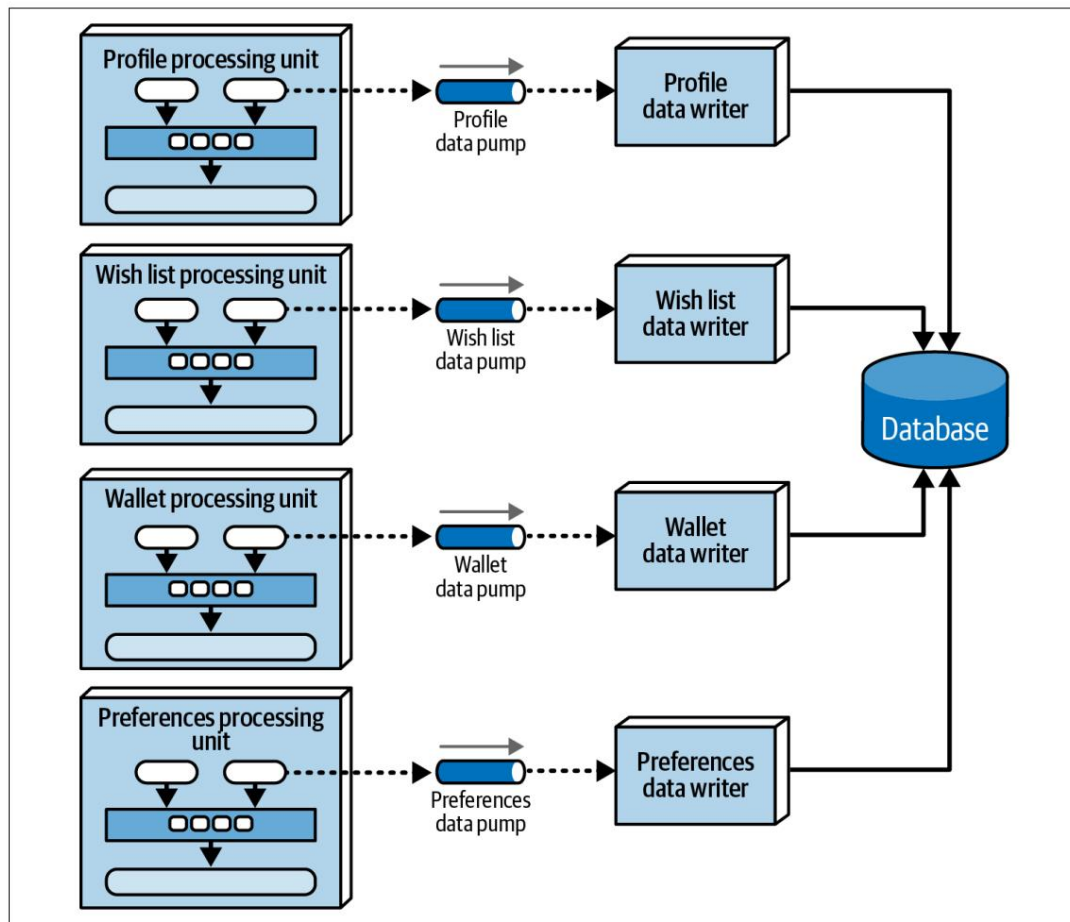 Profile processing unit
Profile
data pump
Profile
data writer
Wish list processing unit
Wish list
data pump
Wish list
data writer
Database
Wallet processing unit
Wallet
data pump
Wallet
data writer
Preferences processing
unit
Preferences
data pump
Preferences
data writer